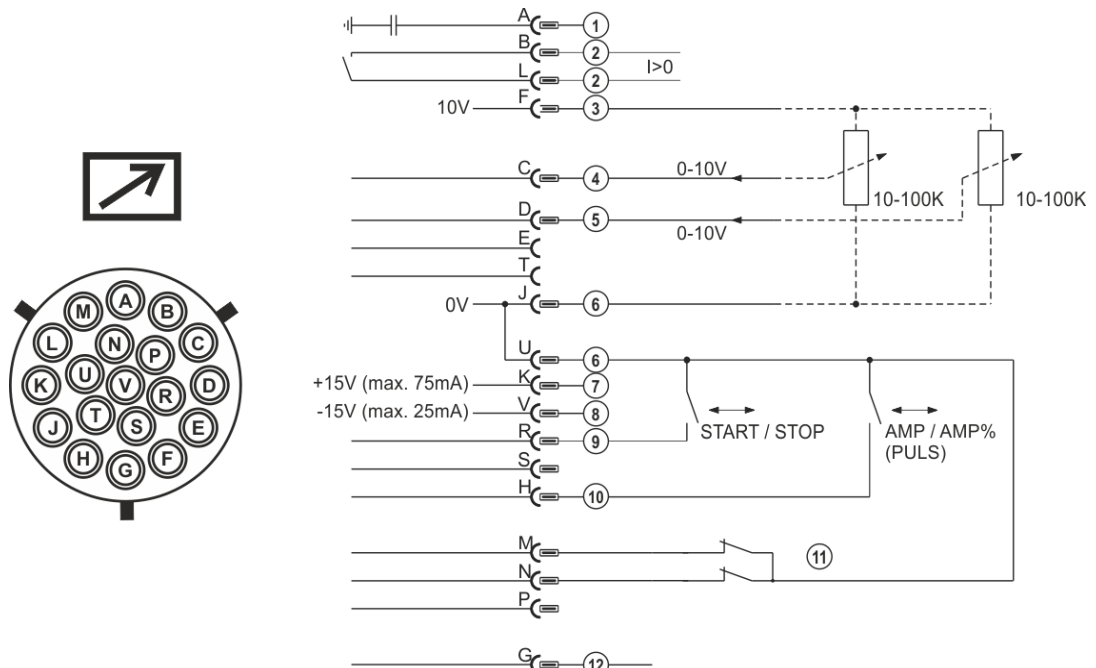 A
1
B
2
L
2
I>0
F
10V
3
C
4
0-10V
10-100K
10-100K
D
5
0-10V
E
T
J
0V
6
U
6
K
+15V (max. 75mA)
7
V
-15V (max. 25mA)
8
R
9
START / STOP
AMP / AMP%
(PULS)
S
H
10
M
11
N
P
G
12
A
M
B
L
N
C
P
U
K
V
D
R
T
J
S
E
H
F
G